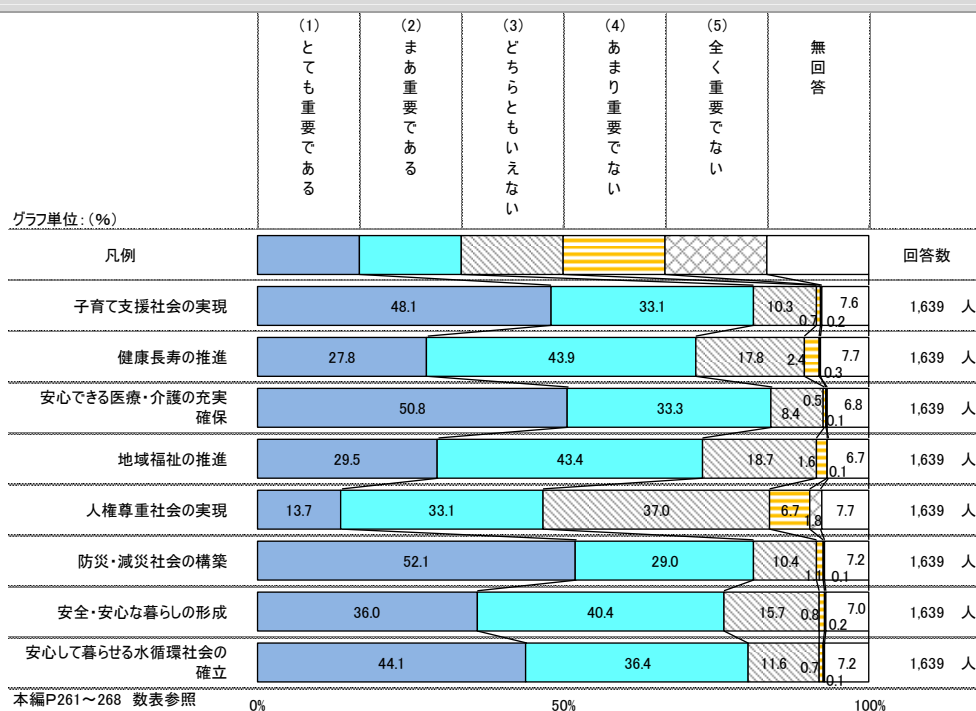 (1)
とても重要である
(2)
まあ重要である
(3)
どちらともいえない
(4)
あまり重要でない
(5)
全く重要でない
無回答
グラフ単位:(%)
凡例
回答数
子育て支援社会の実現
48.1
33.1
10.3
0.7
0.2
7.6
1,639 人
健康長寿の推進
27.8
43.9
17.8
2.4
0.3
7.7
1,639 人
安心できる医療・介護の充実
確保
50.8
33.3
8.4
0.5
0.1
6.8
1,639 人
地域福祉の推進
29.5
43.4
18.7
1.6
0.1
6.7
1,639 人
人権尊重社会の実現
13.7
33.1
37.0
6.7
1.8
7.7
1,639 人
防災・減災社会の構築
52.1
29.0
10.4
1.1
0.1
7.2
1,639 人
安全・安心な暮らしの形成
36.0
40.4
15.7
0.8
0.2
7.0
1,639 人
安心して暮らせる水循環社会の
確立
44.1
36.4
11.6
0.7
0.1
7.2
1,639 人
本編P261～268 数表参照
0%
50%
100%